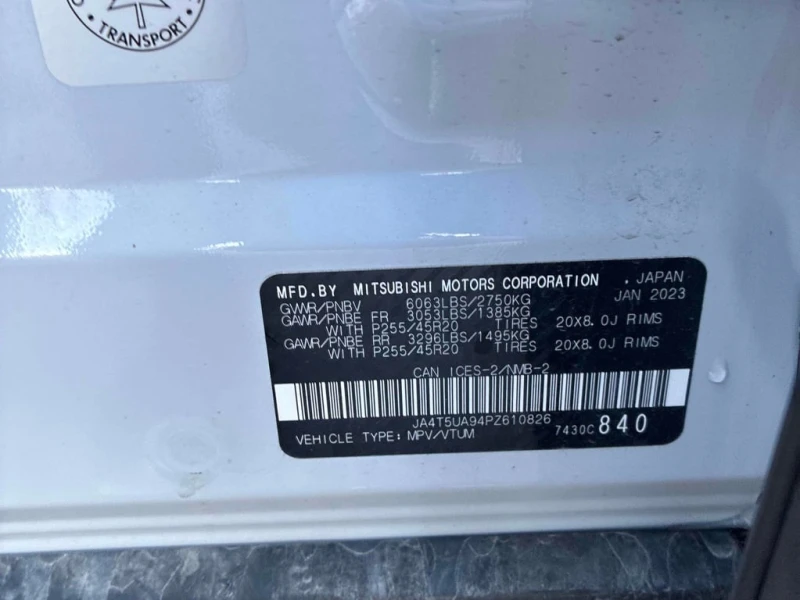 TRANSPORT
MFD.BY MITSUBISHI MOTORS CORPORATION . JAPAN
GVWR/PNBV 6063LBS/2750KG JAN 2023
GAWR/PNBE FR 3053LBS/1385KG
WITH P255/45R20 TIRES 20X8.0J RIMS
GAWR/PNBE RR 3296LBS/1495KG
WITH P255/45R20 TIRES 20X8.0J RIMS
CAN ICES-2/NMB-2
JA4T5UA94PZ610826
VEHICLE TYPE: MPV/VTUM 7430C 840